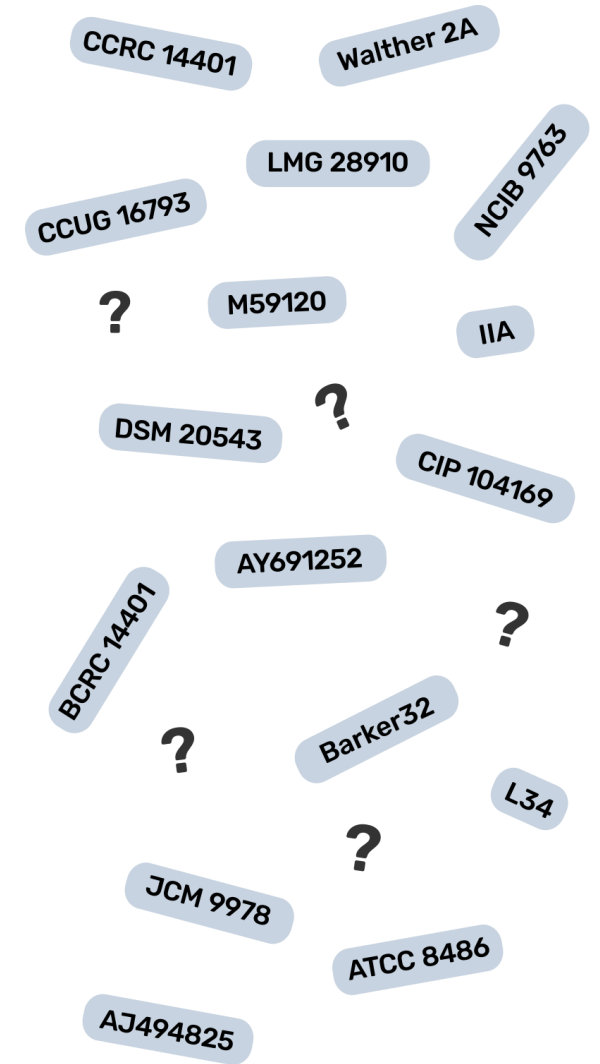 CCRC 14401
Walther 2A
LMG 28910
NCIB 9763
CCUG 16793
?
M59120
IIA
?
DSM 20543
CIP 104169
AY691252
BCRC 14401
?
?
Barker32
L34
?
JCM 9978
ATCC 8486
AJ494825